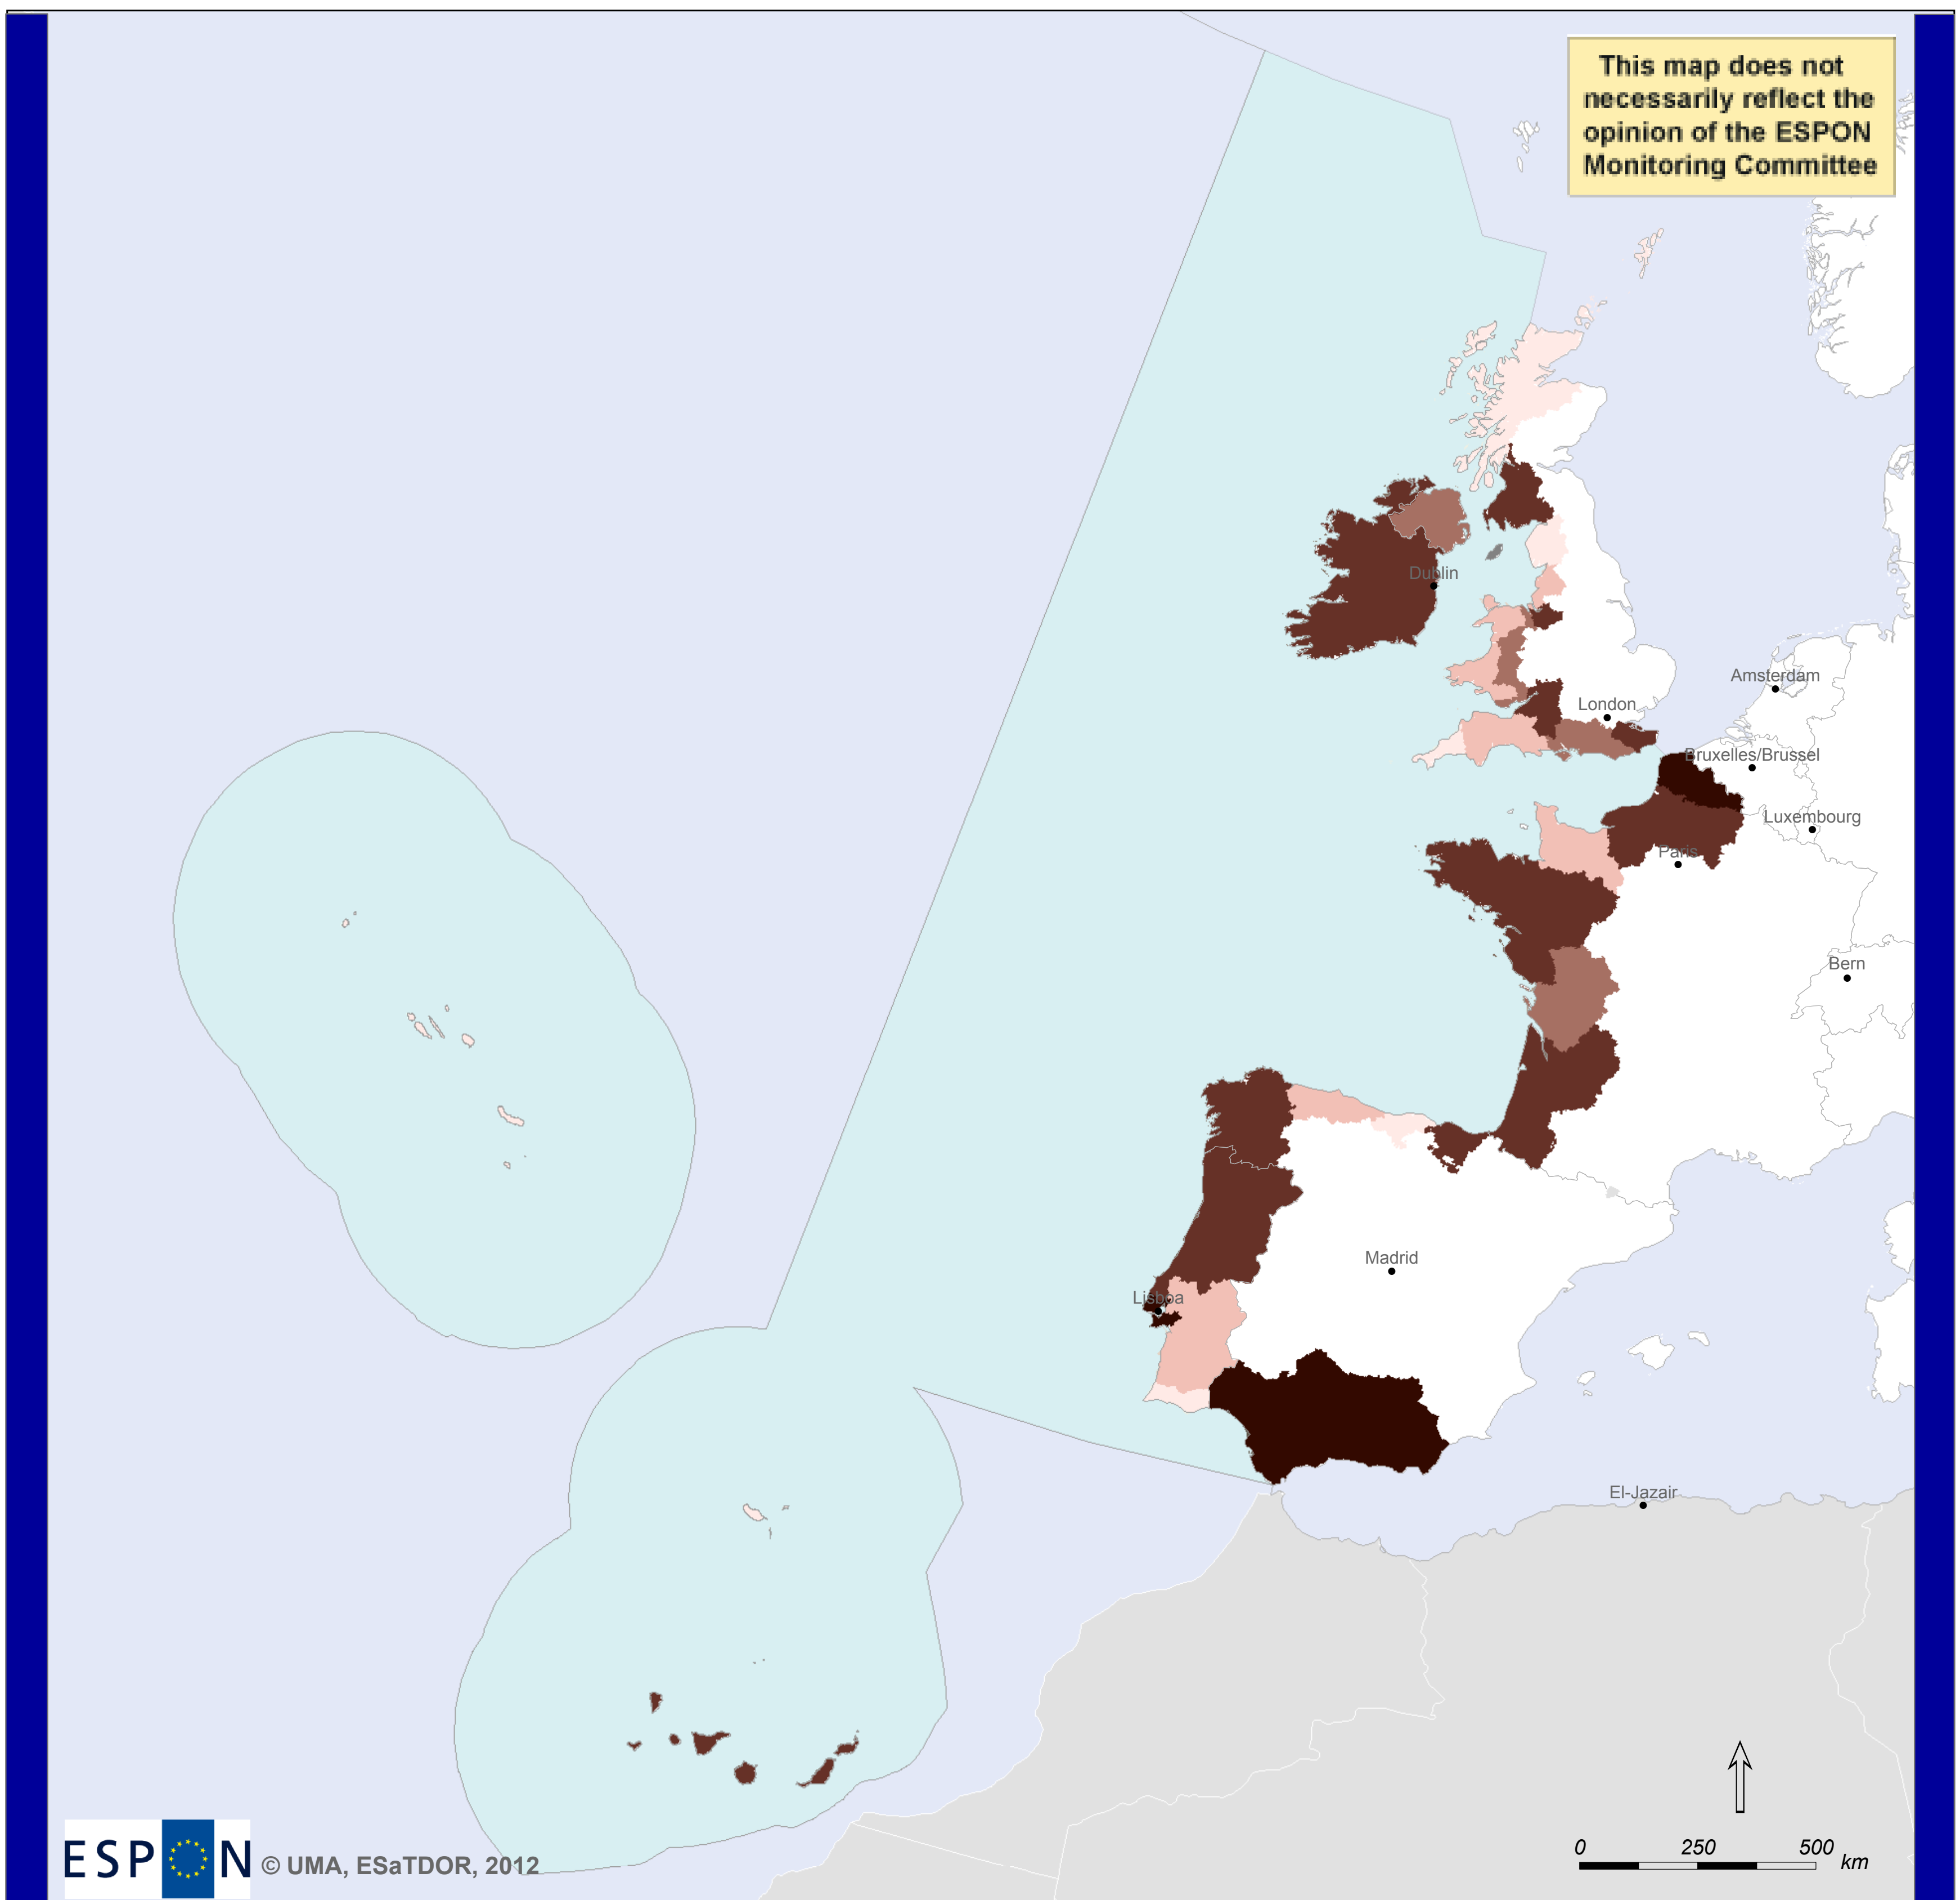 This map does not
necessarily reflect the
opinion of the ESPON
Monitoring Committee
Dublin
Amsterdam
London
Bruxelles/Brussel
Luxembourg
Paris
Bern
Madrid
Lisboa
El-Jazair
0 250 500 km
ESPON © UMA, ESaTDOR, 2012